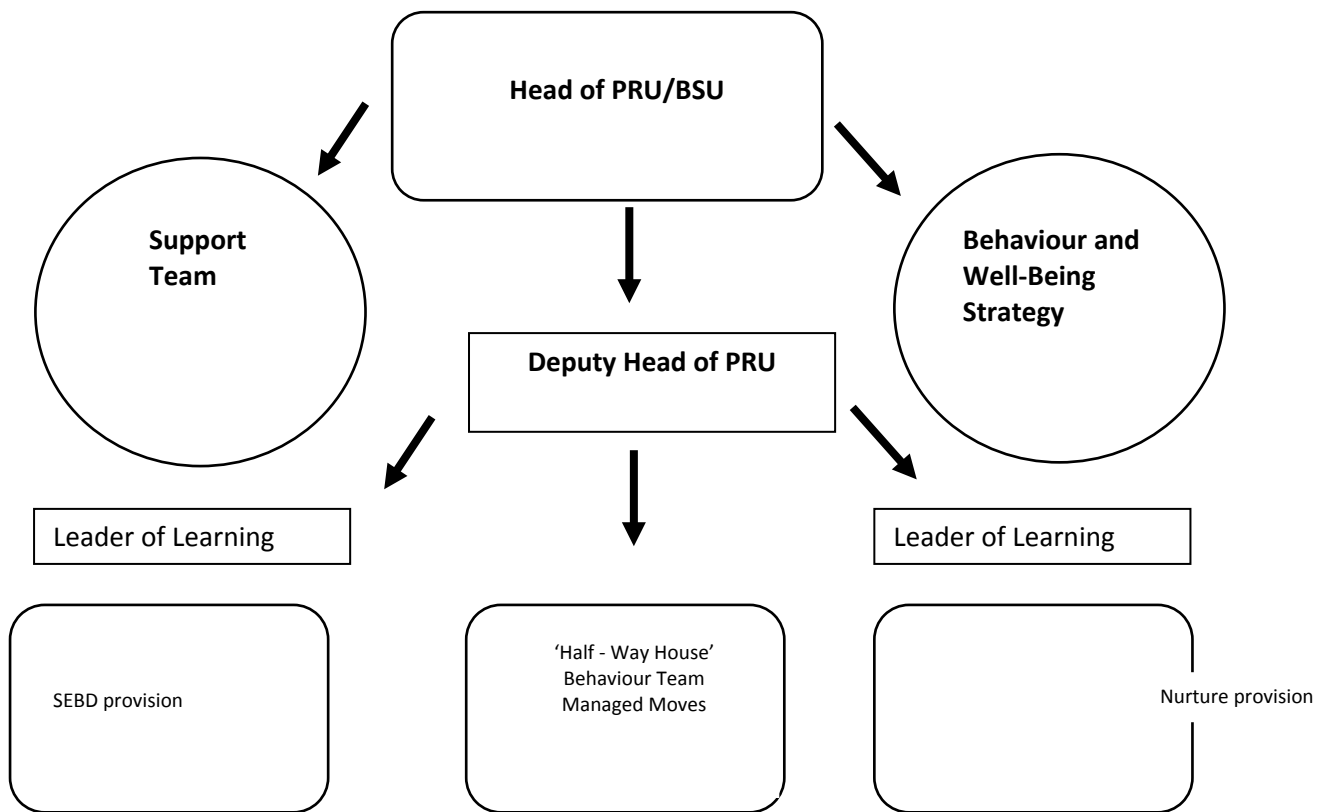 Head of PRU/BSU
Support
Team
Behaviour and
Well-Being
Strategy
Deputy Head of PRU
Leader of Learning
Leader of Learning
SEBD provision
‘Half - Way House’
Behaviour Team
Managed Moves
Nurture provision